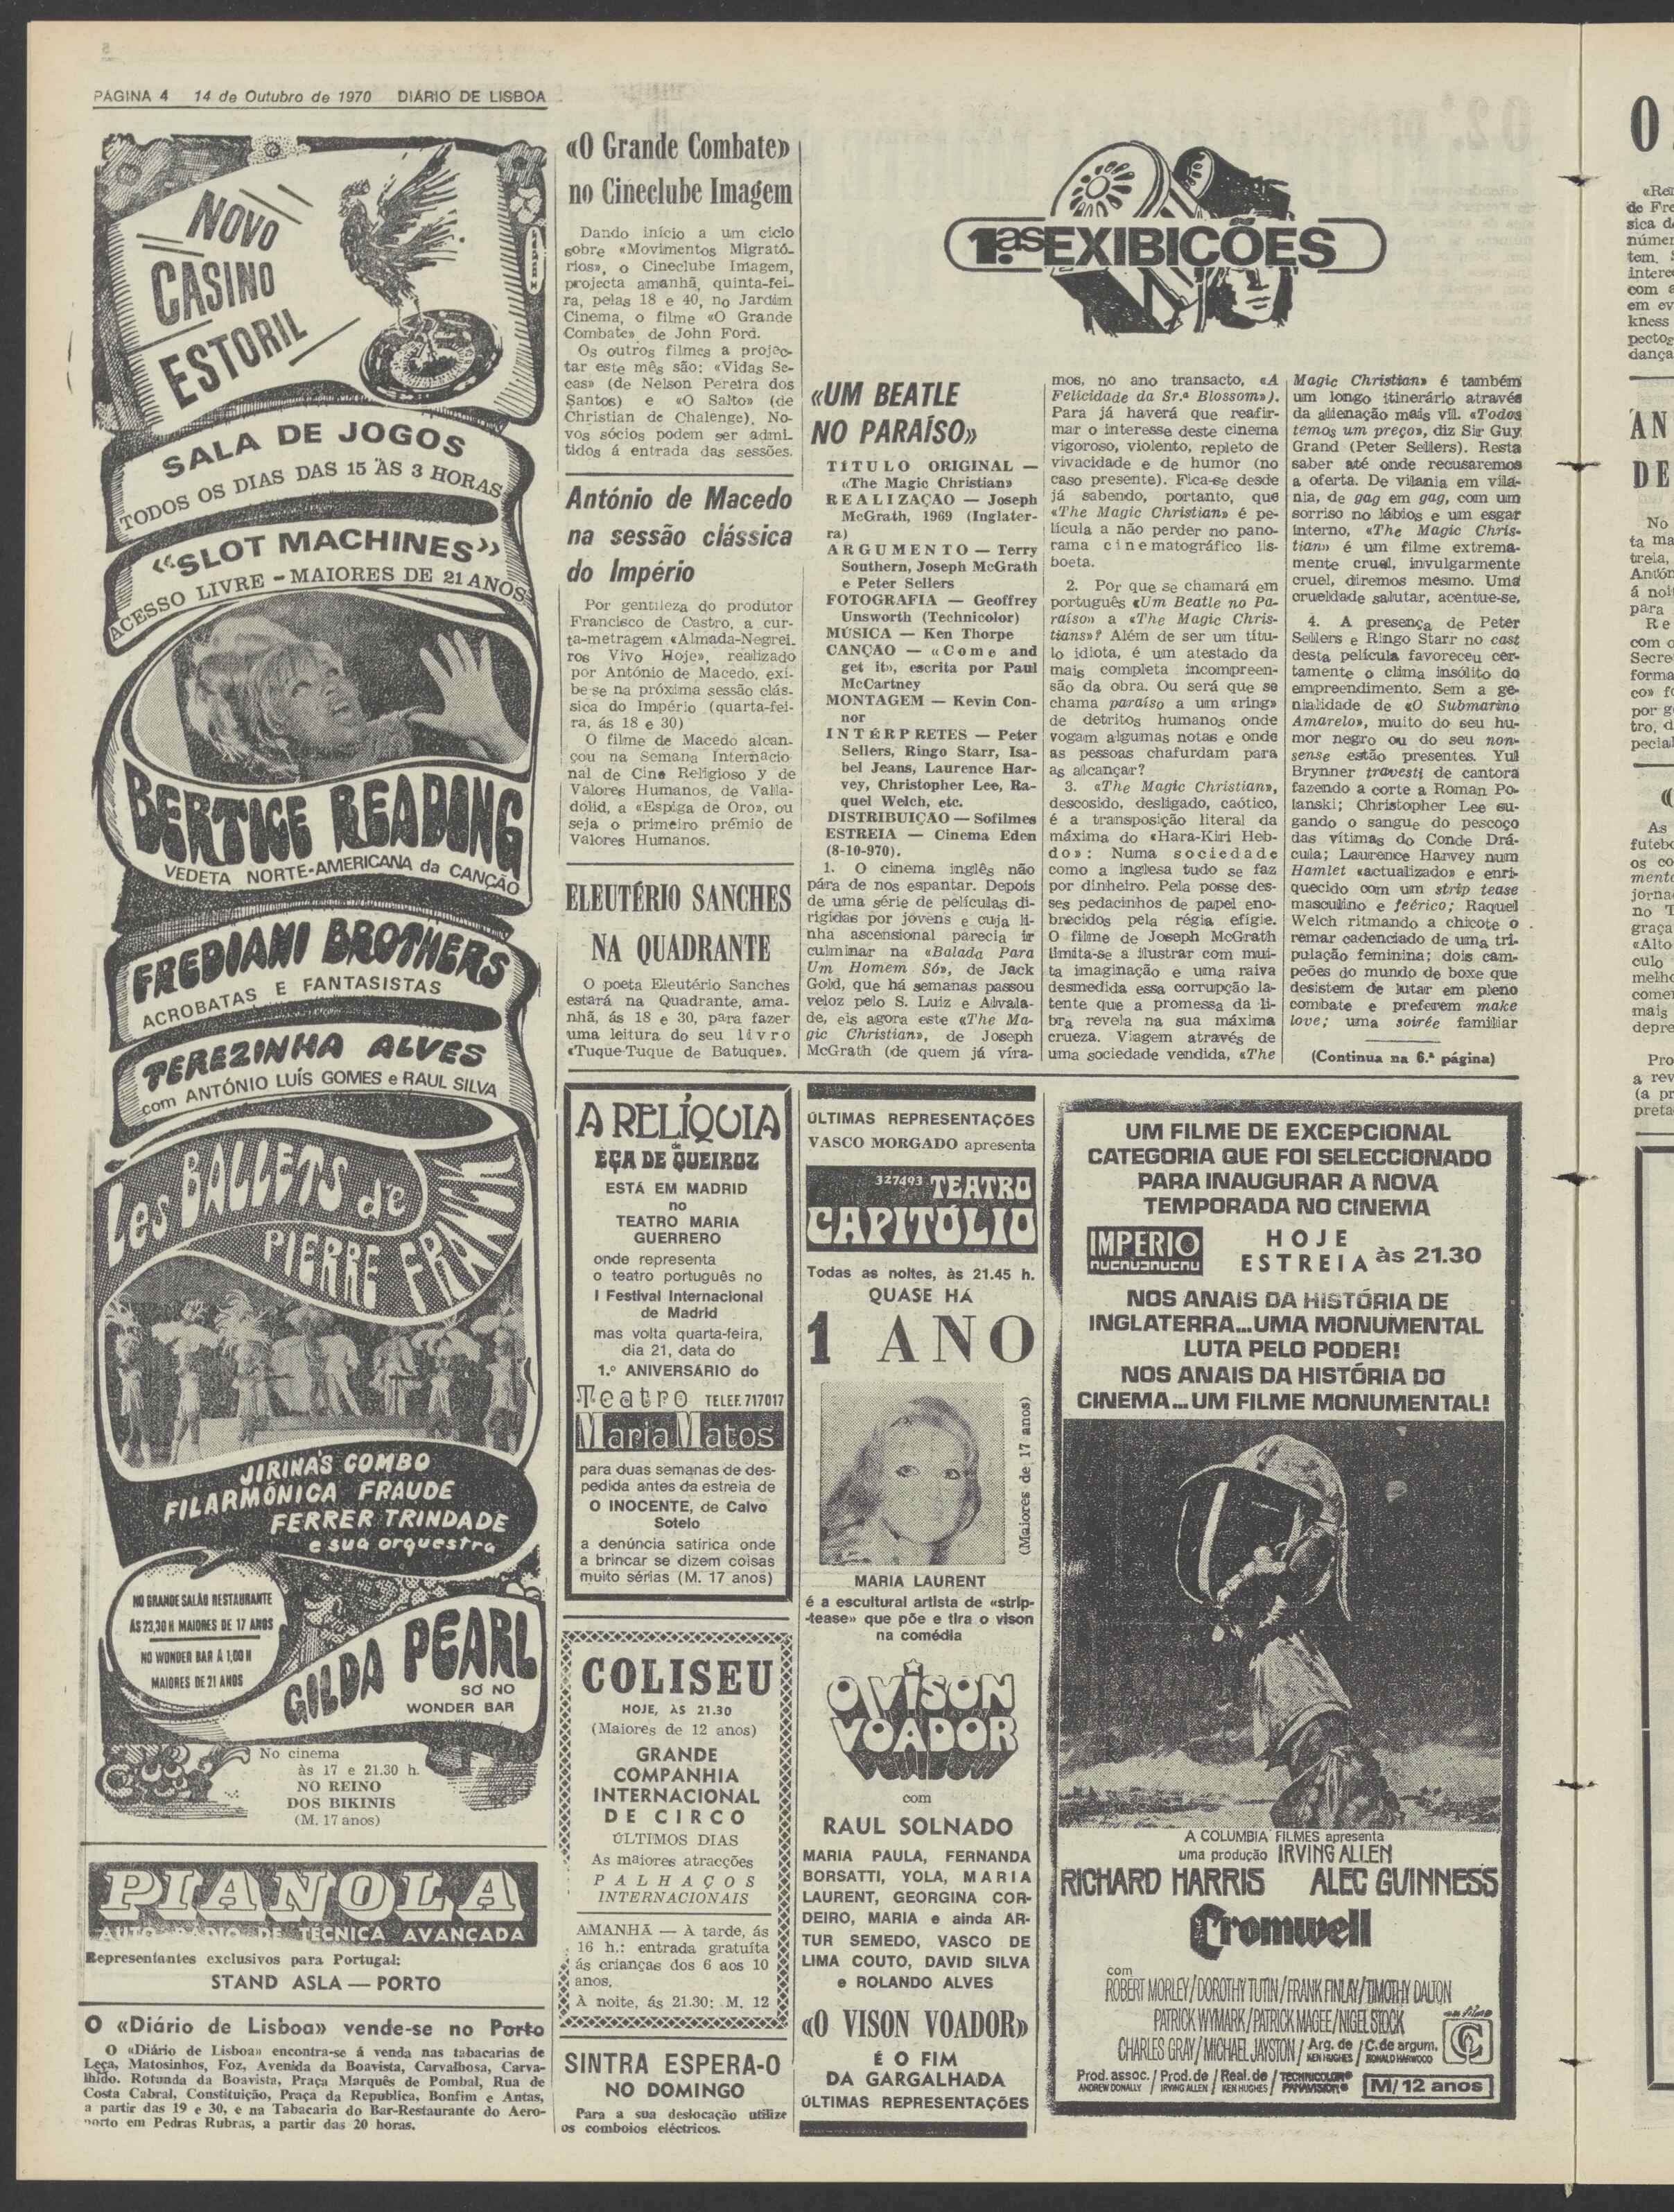 PÁGINA 4 14 de Outubro de 1970 DIÁRIO DE LISBOA
NOVO
CASINO
ESTORIL
SALA DE JOGOS
TODOS OS DIAS DAS 15 ÀS 3 HORAS
«SLOT MACHINES»
ACESSO LIVRE - MAIORES DE 21 ANOS
BERTICE READING
VEDETA NORTE-AMERICANA da CANÇÃO
FREDIANI BROTHERS
ACROBATAS E FANTASISTAS
TEREZINHA ALVES
com ANTÓNIO LUÍS GOMES e RAUL SILVA
Les BALLETS de
PIERRE FRANCI
JIRINÀS COMBO
FILARMÓNICA FRAUDE
FERRER TRINDADE
e sua orquestra
NO GRANDE SALÃO RESTAURANTE
ÀS 23,30 H MAIORES DE 17 ANOS
NO WONDER BAR À 1,00 H
MAIORES DE 21 ANOS
GILDA PEARL
SÓ NO
WONDER BAR
No cinema
às 17 e 21.30 h.
NO REINO
DOS BIKINIS
(M. 17 anos)
PIANOLA
AUTO-RÁDIO DE TÉCNICA AVANÇADA
Representantes exclusivos para Portugal:
STAND ASLA — PORTO
O «Diário de Lisboa» vende-se no Porto
O «Diário de Lisboa» encontra-se á venda nas tabacarias de
Leça, Matosinhos, Foz, Avenida da Boavista, Carvalhosa, Carva-
lhido. Rotunda da Boavista, Praça Marquês de Pombal, Rua de
Costa Cabral, Constituição, Praça da Republica, Bonfim e Antas,
a partir das 19 e 30, e na Tabacaria do Bar-Restaurante do Aero-
porto em Pedras Rubras, a partir das 20 horas.
«O Grande Combate»
no Cineclube Imagem
Dando início a um ciclo
sobre «Movimentos Migrató-
rios», o Cineclube Imagem,
projecta amanhã, quinta-fei-
ra, pelas 18 e 40, no Jardim
Cinema, o filme «O Grande
Combate» de John Ford.
Os outros filmes a projec-
tar este mês são: «Vidas Se-
cas» (de Nelson Pereira dos
Santos) e «O Salto» (de
Christian de Chalenge). No-
vos sócios podem ser admi-
tidos á entrada das sessões.
António de Macedo
na sessão clássica
do Império
Por gentileza do produtor
Francisco de Castro, a cur-
ta-metragem «Almada-Negrei-
ros Vivo Hoje», realizado
por António de Macedo, exi-
be-se na próxima sessão clás-
sica do Império (quarta-fei-
ra, ás 18 e 30)
O filme de Macedo alcan-
çou na Semana Internacio
nal de Cine Religioso y de
Valores Humanos, de Valla-
dolid, a «Espiga de Oro», ou
seja o primeiro prémio de
Valores Humanos.
ELEUTÉRIO SANCHES
NA QUADRANTE
O poeta Eleutério Sanches
estará na Quadrante, ama-
nhã, ás 18 e 30, para fazer
uma leitura do seu livro
«Tuque-Tuque de Batuque».
1.as EXIBIÇÕES
«UM BEATLE
NO PARAÍSO»
TÍTULO ORIGINAL —
«The Magic Christian»
REALIZAÇÃO — Joseph
McGrath, 1969 (Inglater-
ra)
ARGUMENTO — Terry
Southern, Joseph McGrath
e Peter Sellers
FOTOGRAFIA — Geoffrey
Unsworth (Technicolor)
MÚSICA — Ken Thorpe
CANÇÃO — «Come and
get it», escrita por Paul
McCartney
MONTAGEM — Kevin Con-
nor
INTÉRPRETES — Peter
Sellers, Ringo Starr, Isa-
bel Jeans, Laurence Har-
vey, Christopher Lee, Ra-
quel Welch, etc.
DISTRIBUIÇÃO — Sofilmes
ESTREIA — Cinema Eden
(8-10-970).
1. O cinema inglês não
pára de nos espantar. Depois
de uma série de películas di-
rigidas por jovens e cuja li-
nha ascensional parecia ir
culminar na «Balada Para
Um Homem Só», de Jack
Gold, que há semanas passou
veloz pelo S. Luiz e Alvala-
de, eis agora este «The Ma-
gic Christian», de Joseph
McGrath (de quem já víra-
mos, no ano transacto, «A
Felicidade da Sr.ª Blossom»).
Para já haverá que reafir-
mar o interesse deste cinema
vigoroso, violento, repleto de
vivacidade e de humor (no
caso presente). Fica-se desde
já sabendo, portanto, que
«The Magic Christian» é pe-
lícula a não perder no pano-
rama cinematográfico lis-
boeta.
2. Por que se chamará em
português «Um Beatle no Pa-
raíso» a «The Magic Chris-
tians»? Além de ser um títu-
lo idiota, é um atestado da
mais completa incompreen-
são da obra. Ou será que se
chama paraíso a um «ring»
de detritos humanos onde
vogam algumas notas e onde
as pessoas chafurdam para
as alcançar?
3. «The Magic Christian»,
descosido, desligado, caótico,
é a transposição literal da
máxima do «Hara-Kiri Heb-
do»: Numa sociedade
como a inglesa tudo se faz
por dinheiro. Pela posse des-
ses pedacinhos de papel eno-
brecidos pela régia efígie.
O filme de Joseph McGrath
limita-se a ilustrar com mui-
ta imaginação e uma raiva
desmedida essa corrupção la-
tente que a promessa da li-
bra revela na sua máxima
crueza. Viagem através de
uma sociedade vendida, «The
Magic Christian» é também
um longo itinerário através
da alienação mais vil. «Todos
temos um preço», diz Sir Guy
Grand (Peter Sellers). Resta
saber até onde recusaremos
a oferta. De vilania em vilã-
nia, de gag em gag, com um
sorriso no lábios e um esgar
interno, «The Magic Chris-
tian» é um filme extrema-
mente cruel, invulgarmente
cruel, diremos mesmo. Uma
crueldade salutar, acentue-se.
4. A presença de Peter
Sellers e Ringo Starr no cast
desta película favoreceu cer-
tamente o clima insólito do
empreendimento. Sem a ge-
nialidade de «O Submarino
Amarelo», muito do seu hu-
mor negro ou do seu non-
sense estão presentes. Yul
Brynner travesti de cantora
fazendo a corte a Roman Po-
lanski; Christopher Lee su-
gando o sangue do pescoço
das vítimas do Conde Drá-
cula; Laurence Harvey num
Hamlet «actualizado» e enri-
quecido com um strip tease
masculino e feérico; Raquel
Welch ritmando a chicote o
remar cadenciado de uma tri-
pulação feminina; dois cam-
peões do mundo de boxe que
desistem de lutar em pleno
combate e preferem make
love; uma soirée familiar
(Continua na 6.ª página)
A RELÍQUIA
de
EÇA DE QUEIROZ
ESTÁ EM MADRID
no
TEATRO MARIA
GUERRERO
onde representa
o teatro português no
I Festival Internacional
de Madrid
mas volta quarta-feira,
dia 21, data do
1.º ANIVERSÁRIO do
Teatro TELEF. 717017
Maria Matos
para duas semanas de des-
pedida antes da estreia de
O INOCENTE, de Calvo
Sotelo
a denúncia satírica onde
a brincar se dizem coisas
muito sérias (M. 17 anos)
COLISEU
HOJE, ÀS 21.30
(Maiores de 12 anos)
GRANDE
COMPANHIA
INTERNACIONAL
DE CIRCO
ÚLTIMOS DIAS
As maiores atracções
PALHAÇOS
INTERNACIONAIS
AMANHÃ — À tarde, ás
16 h.: entrada gratuíta
ás crianças dos 6 aos 10
anos.
À noite, ás 21.30: M. 12
SINTRA ESPERA-O
NO DOMINGO
Para a sua deslocação utilize
os comboios eléctricos.
ÚLTIMAS REPRESENTAÇÕES
VASCO MORGADO apresenta
327493 TEATRO
CAPITÓLIO
Todas as noites, às 21.45 h.
QUASE HÁ
1 ANO
(Maiores de 17 anos)
MARIA LAURENT
é a escultural artista de «strip-
-tease» que põe e tira o vison
na comédia
O VISON
VOADOR
com
RAUL SOLNADO
MARIA PAULA, FERNANDA
BORSATTI, YOLA, MARIA
LAURENT, GEORGINA COR-
DEIRO, MARIA e ainda AR-
TUR SEMEDO, VASCO DE
LIMA COUTO, DAVID SILVA
e ROLANDO ALVES
«O VISON VOADOR»
É O FIM
DA GARGALHADA
ÚLTIMAS REPRESENTAÇÕES
UM FILME DE EXCEPCIONAL
CATEGORIA QUE FOI SELECCIONADO
PARA INAUGURAR A NOVA
TEMPORADA NO CINEMA
IMPERIO
HOJE
ESTREIA às 21.30
NOS ANAIS DA HISTÓRIA DE
INGLATERRA...UMA MONUMENTAL
LUTA PELO PODER!
NOS ANAIS DA HISTÓRIA DO
CINEMA...UM FILME MONUMENTAL!
A COLUMBIA FILMES apresenta
uma produção IRVING ALLEN
RICHARD HARRIS ALEC GUINNESS
Cromwell
com
ROBERT MORLEY/DOROTHY TUTIN/FRANK FINLAY/TIMOTHY DALTON
PATRICK WYMARK/PATRICK MAGEE/NIGEL STOCK
CHARLES GRAY/MICHAEL JAYSTON/Arg. de KEN HUGHES/C. de argum. RONALD HARWOOD
Prod. assoc. ANDREW DONALLY/Prod. de IRVING ALLEN/Real. de KEN HUGHES/TECHNICOLOR PANAVISION
M/12 anos